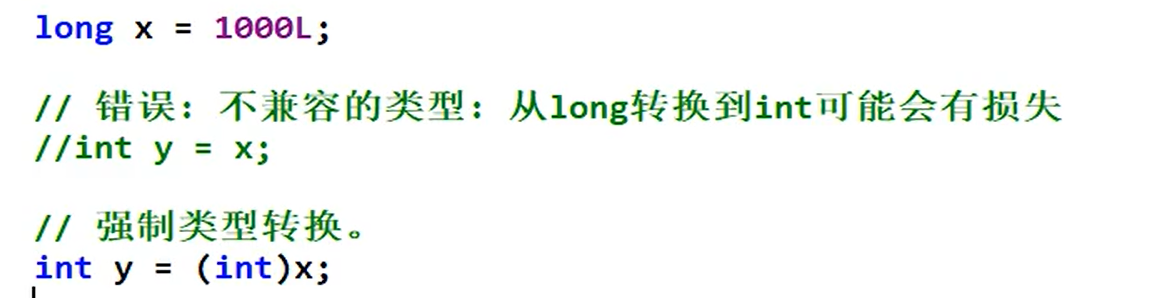 long x = 1000L;
// 错误：不兼容的类型：从long转换到int可能会有损失
//int y = x;
// 强制类型转换。
int y = (int)x;